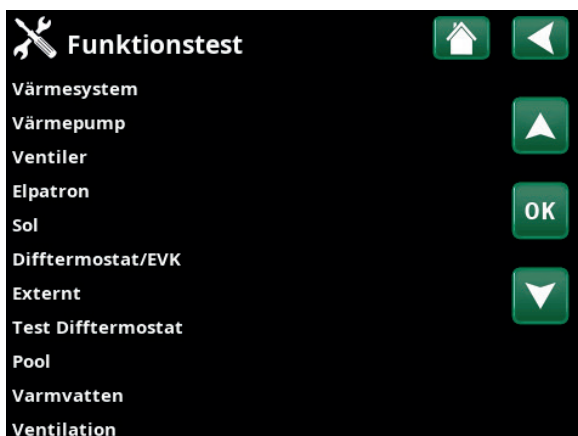 Funktionstest
Värmesystem
Värmepump
Ventiler
Elpatron
OK
Sol
Difftermostat/EVK
Externt
Test Difftermostat
Pool
Varmvatten
Ventilation